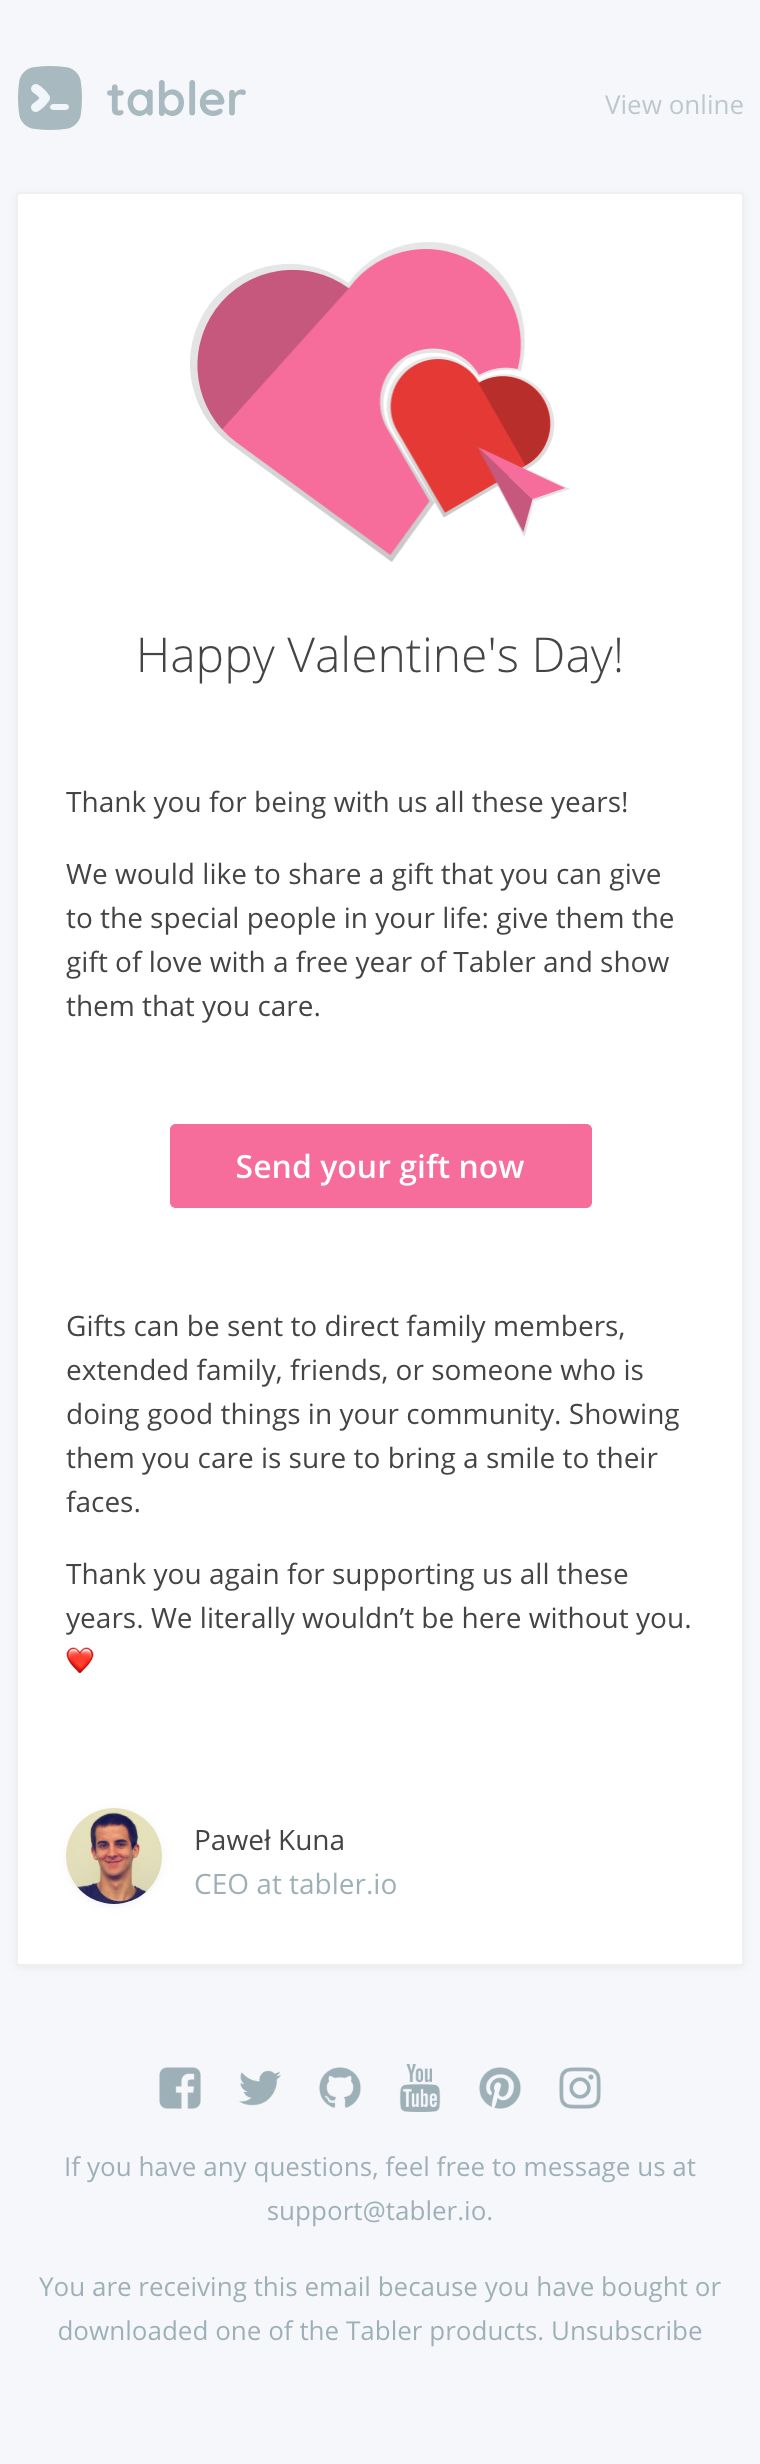 tabler
View online
Happy Valentine's Day!
Thank you for being with us all these years!
We would like to share a gift that you can give
to the special people in your life: give them the
gift of love with a free year of Tabler and show
them that you care.
Send your gift now
Gifts can be sent to direct family members,
extended family, friends, or someone who is
doing good things in your community. Showing
them you care is sure to bring a smile to their
faces.
Thank you again for supporting us all these
years. We literally wouldn’t be here without you.
❤️
Paweł Kuna
CEO at tabler.io
You
Tube
If you have any questions, feel free to message us at
support@tabler.io.
You are receiving this email because you have bought or
downloaded one of the Tabler products. Unsubscribe